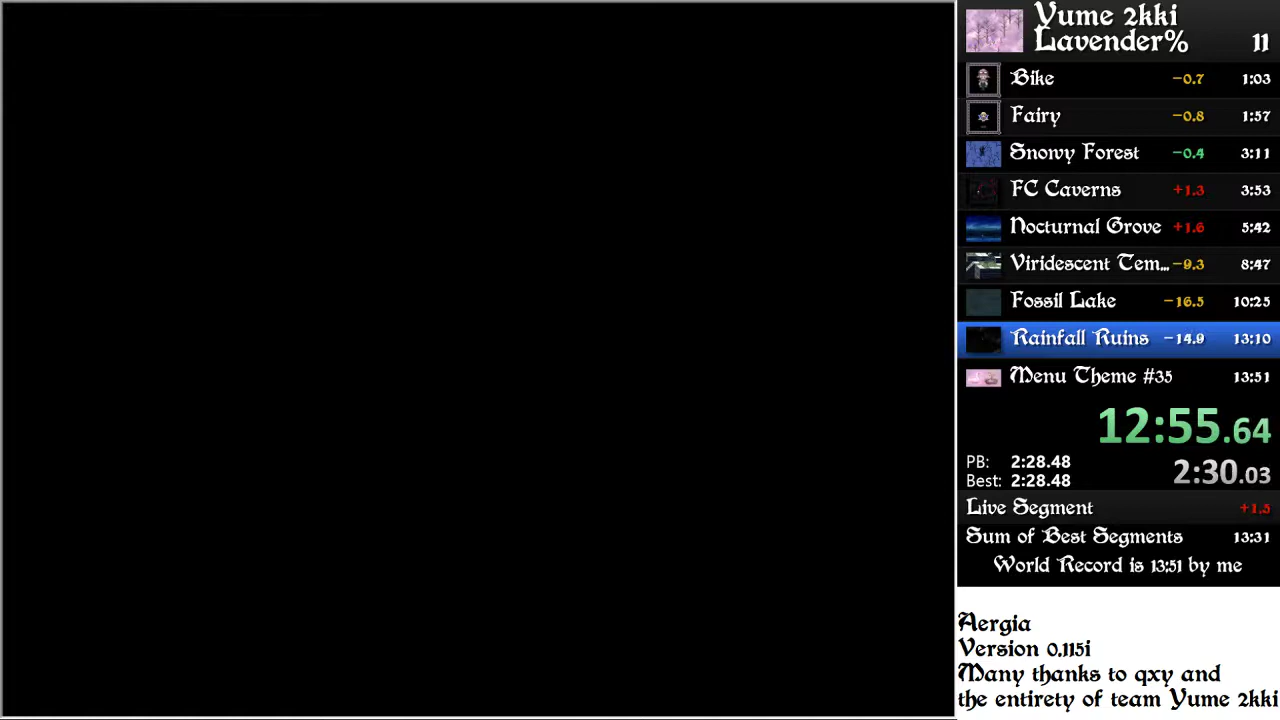 Yume 2kki
Lavender% 11
Bike -0.7 1:03
Fairy -0.8 1:57
Snowy Forest -0.4 3:11
FC Caverns +1.3 3:53
Nocturnal Grove +1.6 5:42
Viridescent Tem... -9.3 8:47
Fossil Lake -16.5 10:25
Rainfall Ruins -14.9 13:10
Menu Theme #35 13:51
12:55.64
PB: 2:28.48
Best: 2:28.48
2:30.03
Live Segment +1.5
Sum of Best Segments 13:31
World Record is 13:51 by me
Aergia
Version 0.115i
Many thanks to qxy and
the entirety of team Yume 2kki